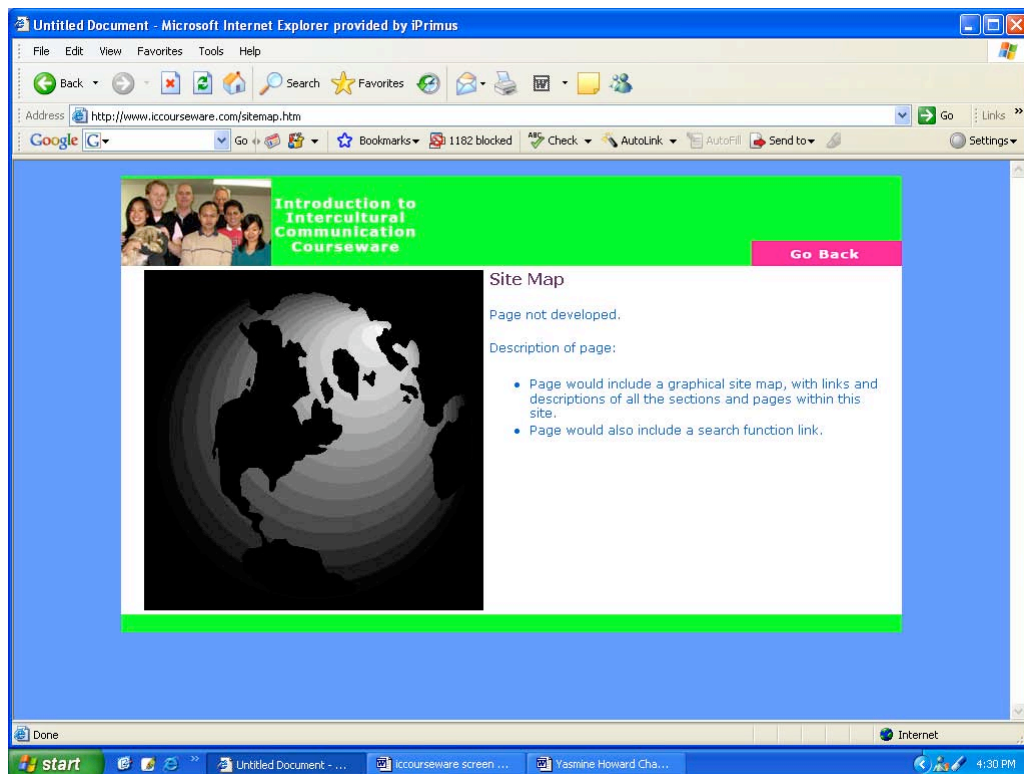 Untitled Document - Microsoft Internet Explorer provided by iPrimus
File Edit View Favorites Tools Help
Back Search Favorites
Address http://www.iccourseware.com/sitemap.htm Go Links »
Google G Go Bookmarks 1182 blocked ABC Check AutoLink AutoFill Send to Settings
Introduction to
Intercultural
Communication
Courseware
Go Back
Site Map
Page not developed.
Description of page:
• Page would include a graphical site map, with links and
descriptions of all the sections and pages within this
site.
• Page would also include a search function link.
Done Internet
start » Untitled Document - ... iccourseware screen ... Yasmine Howard Cha... 4:30 PM